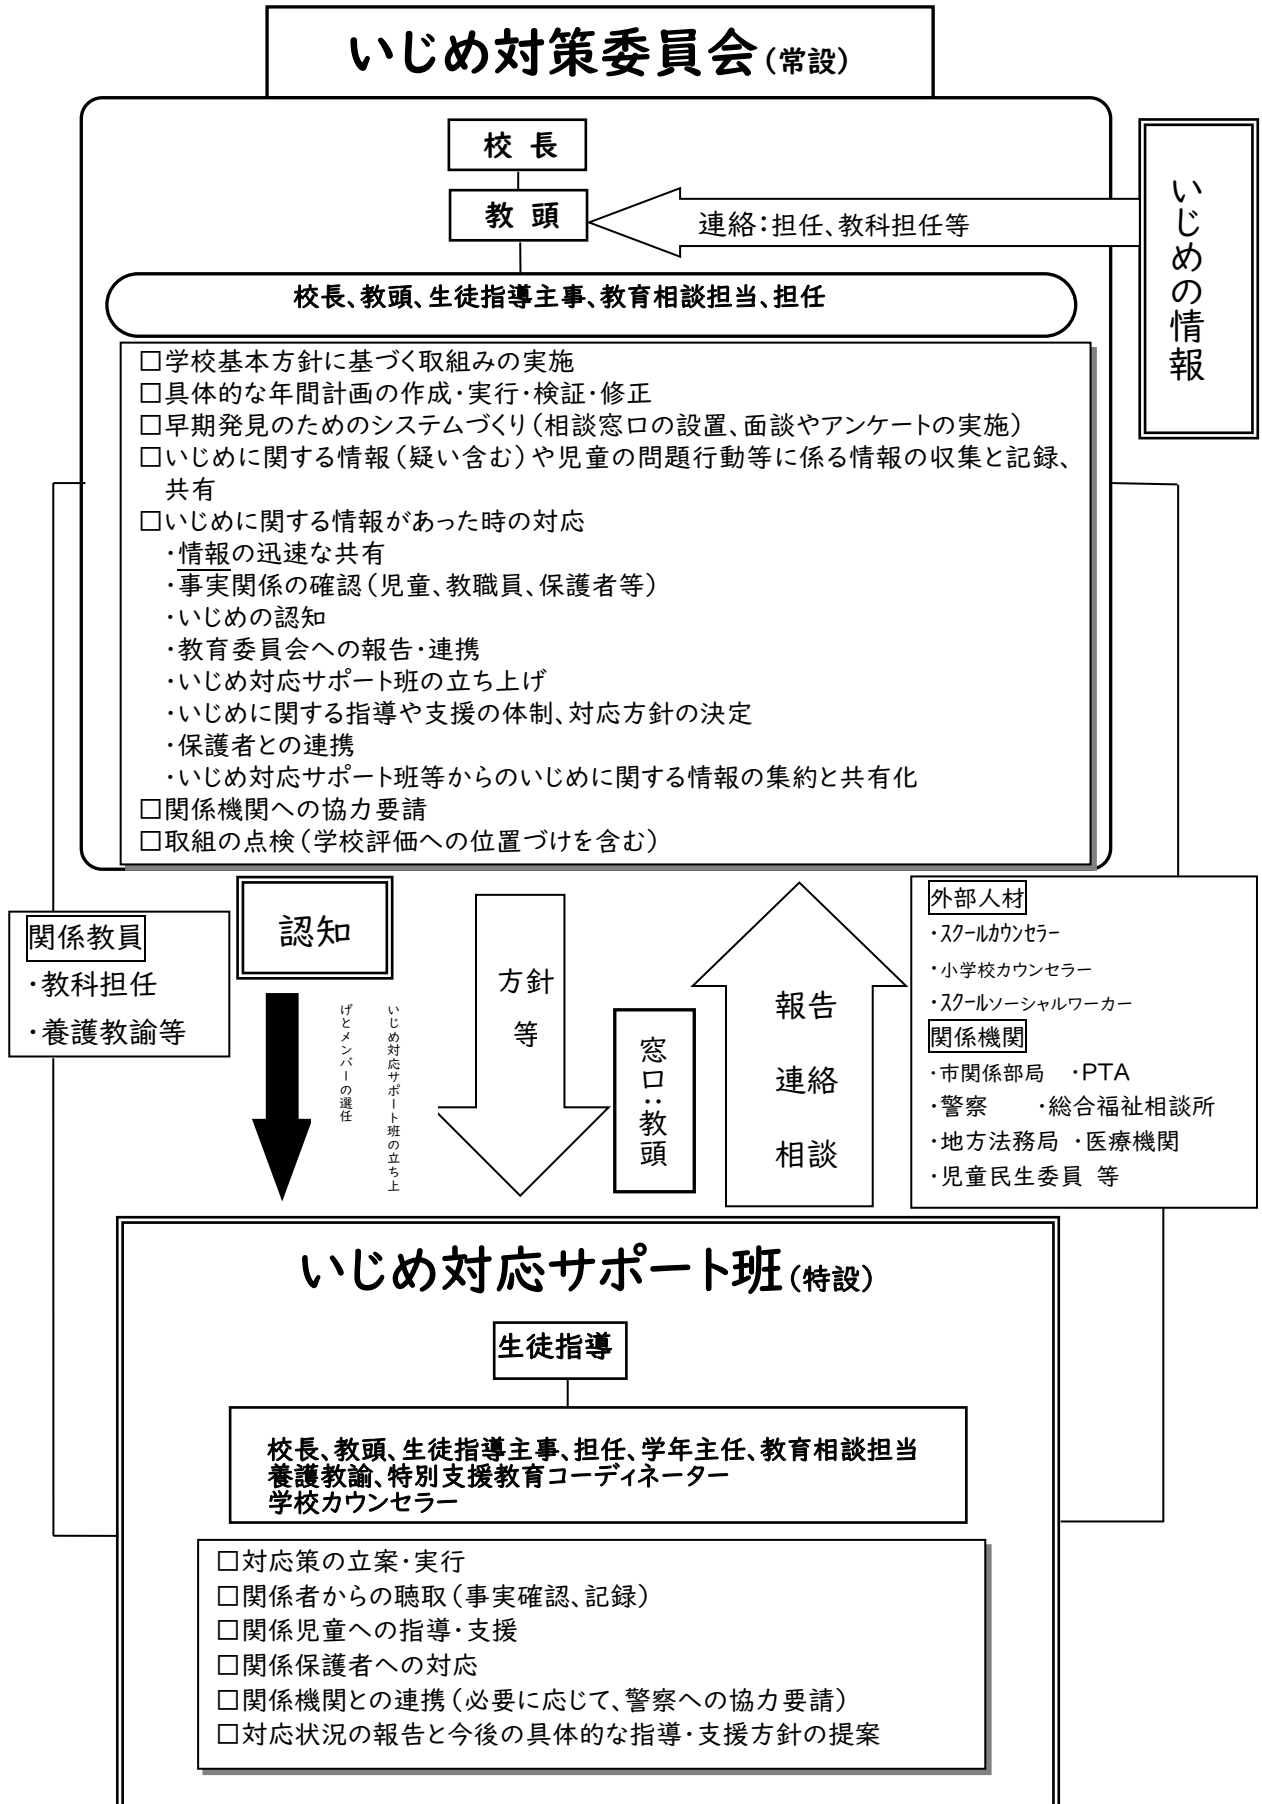 いじめ対策委員会(常設)
校長
教頭
連絡:担任、教科担任等
いじめの情報
校長、教頭、生徒指導主事、教育相談担当、担任
□学校基本方針に基づく取組みの実施
□具体的な年間計画の作成・実行・検証・修正
□早期発見のためのシステムづくり(相談窓口の設置、面談やアンケートの実施)
□いじめに関する情報(疑い含む)や児童の問題行動等に係る情報の収集と記録、
共有
□いじめに関する情報があった時の対応
・情報の迅速な共有
・事実関係の確認(児童、教職員、保護者等)
・いじめの認知
・教育委員会への報告・連携
・いじめ対応サポート班の立ち上げ
・いじめに関する指導や支援の体制、対応方針の決定
・保護者との連携
・いじめ対応サポート班等からのいじめに関する情報の集約と共有化
□関係機関への協力要請
□取組の点検(学校評価への位置づけを含む)
関係教員
・教科担任
・養護教諭等
認知
いじめ対応サポート班の立ち上
げとメンバーの選任
方針
等
窓口:教頭
報告
連絡
相談
外部人材
・スクールカウンセラー
・小学校カウンセラー
・スクールソーシャルワーカー
関係機関
・市関係部局 ・PTA
・警察 ・総合福祉相談所
・地方法務局 ・医療機関
・児童民生委員 等
いじめ対応サポート班(特設)
生徒指導
校長、教頭、生徒指導主事、担任、学年主任、教育相談担当
養護教諭、特別支援教育コーディネーター
学校カウンセラー
□対応策の立案・実行
□関係者からの聴取(事実確認、記録)
□関係児童への指導・支援
□関係保護者への対応
□関係機関との連携(必要に応じて、警察への協力要請)
□対応状況の報告と今後の具体的な指導・支援方針の提案